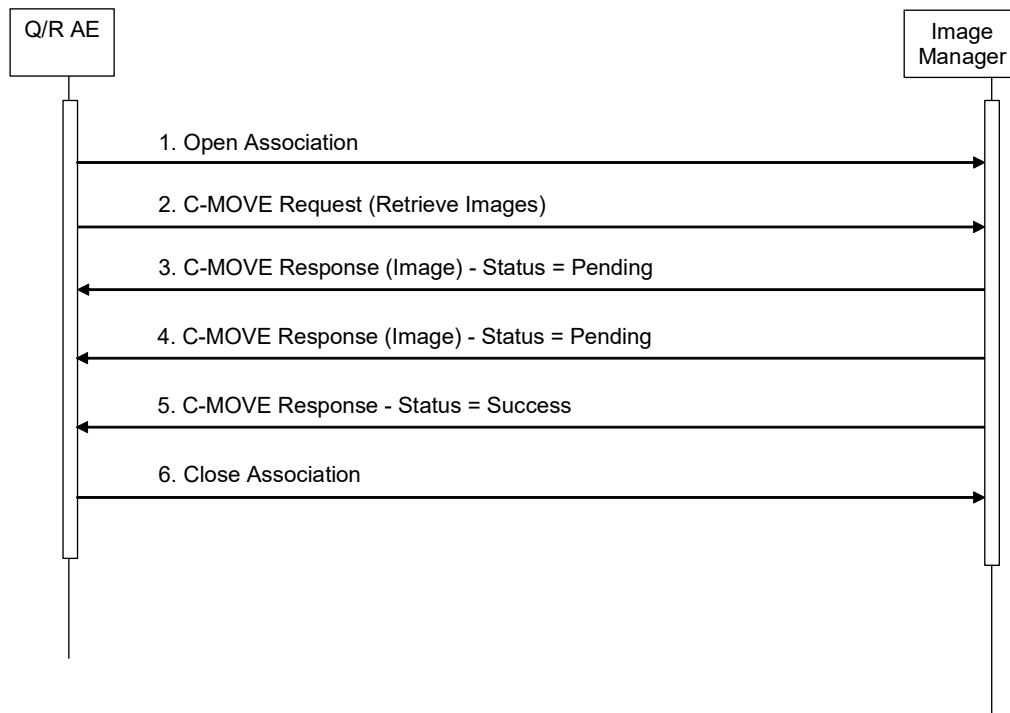 Q/R AE
Image
Manager
1. Open Association
2. C-MOVE Request (Retrieve Images)
3. C-MOVE Response (Image) - Status = Pending
4. C-MOVE Response (Image) - Status = Pending
5. C-MOVE Response - Status = Success
6. Close Association